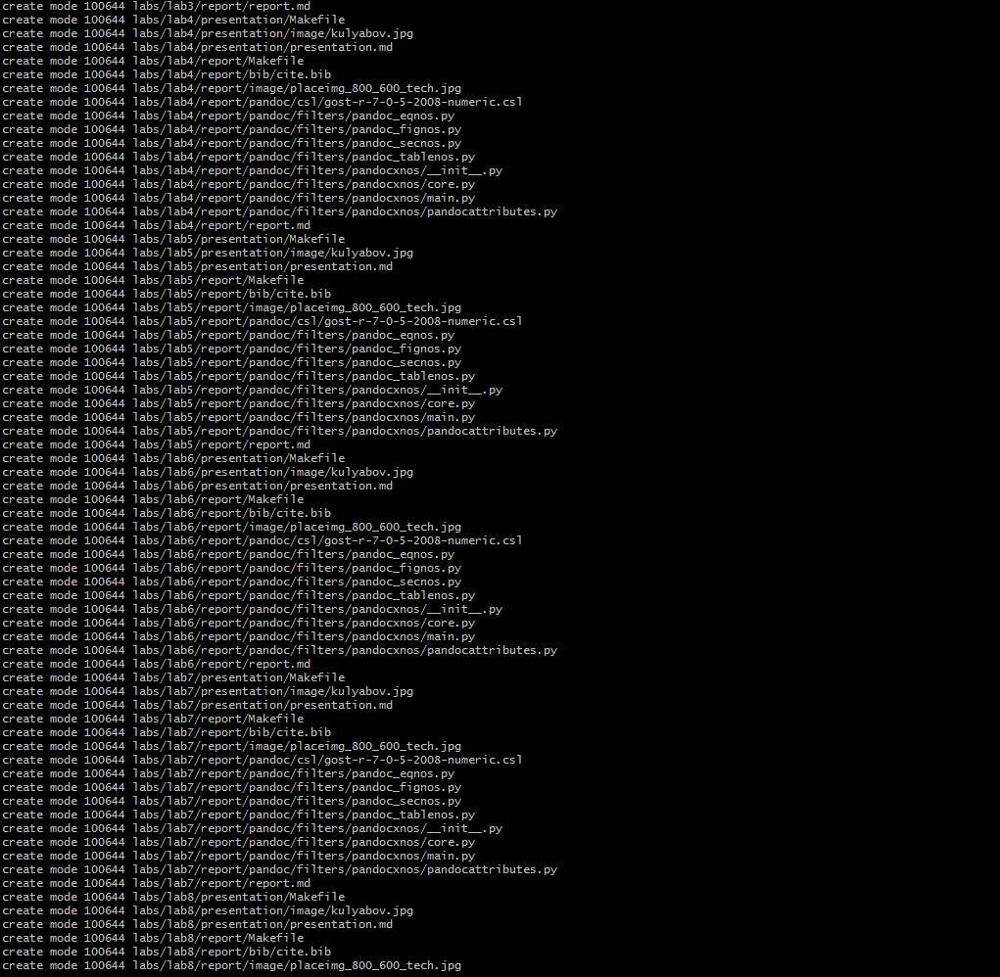 create mode 100644 labs/lab3/report/report.md
create mode 100644 labs/lab4/presentation/Makefile
create mode 100644 labs/lab4/presentation/image/kulyabov.jpg
create mode 100644 labs/lab4/presentation/presentation.md
create mode 100644 labs/lab4/report/Makefile
create mode 100644 labs/lab4/report/bib/cite.bib
create mode 100644 labs/lab4/report/image/placeimg_800_600_tech.jpg
create mode 100644 labs/lab4/report/pandoc/csl/gost-r-7-0-5-2008-numeric.csl
create mode 100644 labs/lab4/report/pandoc/filters/pandoc_eqnos.py
create mode 100644 labs/lab4/report/pandoc/filters/pandoc_fignos.py
create mode 100644 labs/lab4/report/pandoc/filters/pandoc_secnos.py
create mode 100644 labs/lab4/report/pandoc/filters/pandoc_tablenos.py
create mode 100644 labs/lab4/report/pandoc/filters/pandocxnos/__init__.py
create mode 100644 labs/lab4/report/pandoc/filters/pandocxnos/core.py
create mode 100644 labs/lab4/report/pandoc/filters/pandocxnos/main.py
create mode 100644 labs/lab4/report/pandoc/filters/pandocxnos/pandocattributes.py
create mode 100644 labs/lab4/report/report.md
create mode 100644 labs/lab5/presentation/Makefile
create mode 100644 labs/lab5/presentation/image/kulyabov.jpg
create mode 100644 labs/lab5/presentation/presentation.md
create mode 100644 labs/lab5/report/Makefile
create mode 100644 labs/lab5/report/bib/cite.bib
create mode 100644 labs/lab5/report/image/placeimg_800_600_tech.jpg
create mode 100644 labs/lab5/report/pandoc/csl/gost-r-7-0-5-2008-numeric.csl
create mode 100644 labs/lab5/report/pandoc/filters/pandoc_eqnos.py
create mode 100644 labs/lab5/report/pandoc/filters/pandoc_fignos.py
create mode 100644 labs/lab5/report/pandoc/filters/pandoc_secnos.py
create mode 100644 labs/lab5/report/pandoc/filters/pandoc_tablenos.py
create mode 100644 labs/lab5/report/pandoc/filters/pandocxnos/__init__.py
create mode 100644 labs/lab5/report/pandoc/filters/pandocxnos/core.py
create mode 100644 labs/lab5/report/pandoc/filters/pandocxnos/main.py
create mode 100644 labs/lab5/report/pandoc/filters/pandocxnos/pandocattributes.py
create mode 100644 labs/lab5/report/report.md
create mode 100644 labs/lab6/presentation/Makefile
create mode 100644 labs/lab6/presentation/image/kulyabov.jpg
create mode 100644 labs/lab6/presentation/presentation.md
create mode 100644 labs/lab6/report/Makefile
create mode 100644 labs/lab6/report/bib/cite.bib
create mode 100644 labs/lab6/report/image/placeimg_800_600_tech.jpg
create mode 100644 labs/lab6/report/pandoc/csl/gost-r-7-0-5-2008-numeric.csl
create mode 100644 labs/lab6/report/pandoc/filters/pandoc_eqnos.py
create mode 100644 labs/lab6/report/pandoc/filters/pandoc_fignos.py
create mode 100644 labs/lab6/report/pandoc/filters/pandoc_secnos.py
create mode 100644 labs/lab6/report/pandoc/filters/pandoc_tablenos.py
create mode 100644 labs/lab6/report/pandoc/filters/pandocxnos/__init__.py
create mode 100644 labs/lab6/report/pandoc/filters/pandocxnos/core.py
create mode 100644 labs/lab6/report/pandoc/filters/pandocxnos/main.py
create mode 100644 labs/lab6/report/pandoc/filters/pandocxnos/pandocattributes.py
create mode 100644 labs/lab6/report/report.md
create mode 100644 labs/lab7/presentation/Makefile
create mode 100644 labs/lab7/presentation/image/kulyabov.jpg
create mode 100644 labs/lab7/presentation/presentation.md
create mode 100644 labs/lab7/report/Makefile
create mode 100644 labs/lab7/report/bib/cite.bib
create mode 100644 labs/lab7/report/image/placeimg_800_600_tech.jpg
create mode 100644 labs/lab7/report/pandoc/csl/gost-r-7-0-5-2008-numeric.csl
create mode 100644 labs/lab7/report/pandoc/filters/pandoc_eqnos.py
create mode 100644 labs/lab7/report/pandoc/filters/pandoc_fignos.py
create mode 100644 labs/lab7/report/pandoc/filters/pandoc_secnos.py
create mode 100644 labs/lab7/report/pandoc/filters/pandoc_tablenos.py
create mode 100644 labs/lab7/report/pandoc/filters/pandocxnos/__init__.py
create mode 100644 labs/lab7/report/pandoc/filters/pandocxnos/core.py
create mode 100644 labs/lab7/report/pandoc/filters/pandocxnos/main.py
create mode 100644 labs/lab7/report/pandoc/filters/pandocxnos/pandocattributes.py
create mode 100644 labs/lab7/report/report.md
create mode 100644 labs/lab8/presentation/Makefile
create mode 100644 labs/lab8/presentation/image/kulyabov.jpg
create mode 100644 labs/lab8/presentation/presentation.md
create mode 100644 labs/lab8/report/Makefile
create mode 100644 labs/lab8/report/bib/cite.bib
create mode 100644 labs/lab8/report/image/placeimg_800_600_tech.jpg